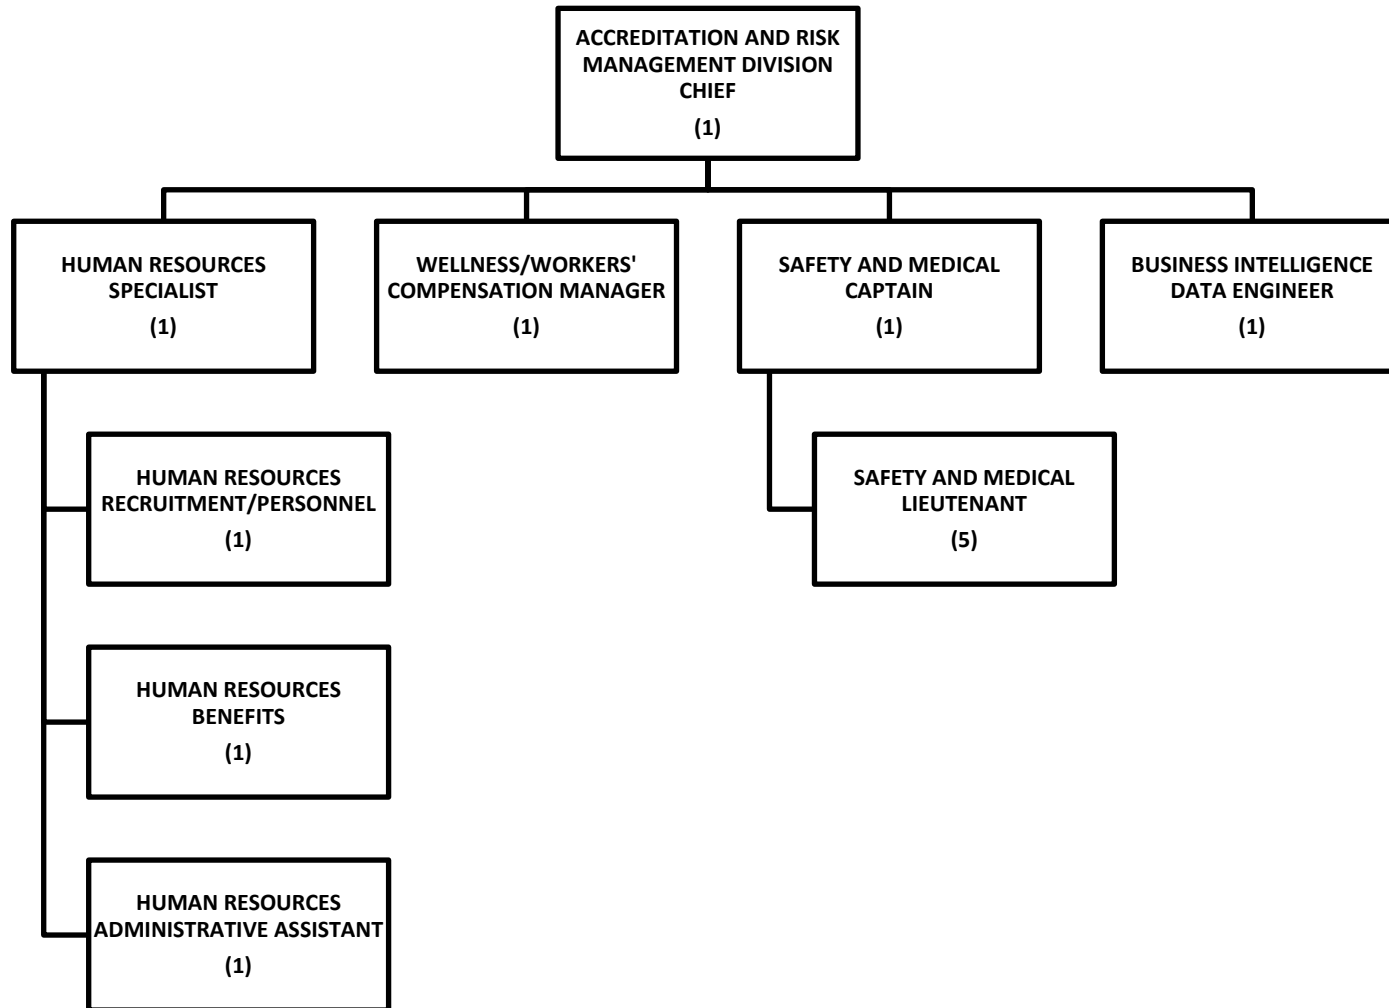 ACCREDITATION AND RISK
MANAGEMENT DIVISION
CHIEF
(1)
HUMAN RESOURCES
SPECIALIST
(1)
WELLNESS/WORKERS'
COMPENSATION MANAGER
(1)
SAFETY AND MEDICAL
CAPTAIN
(1)
BUSINESS INTELLIGENCE
DATA ENGINEER
(1)
HUMAN RESOURCES
RECRUITMENT/PERSONNEL
(1)
SAFETY AND MEDICAL
LIEUTENANT
(5)
HUMAN RESOURCES
BENEFITS
(1)
HUMAN RESOURCES
ADMINISTRATIVE ASSISTANT
(1)